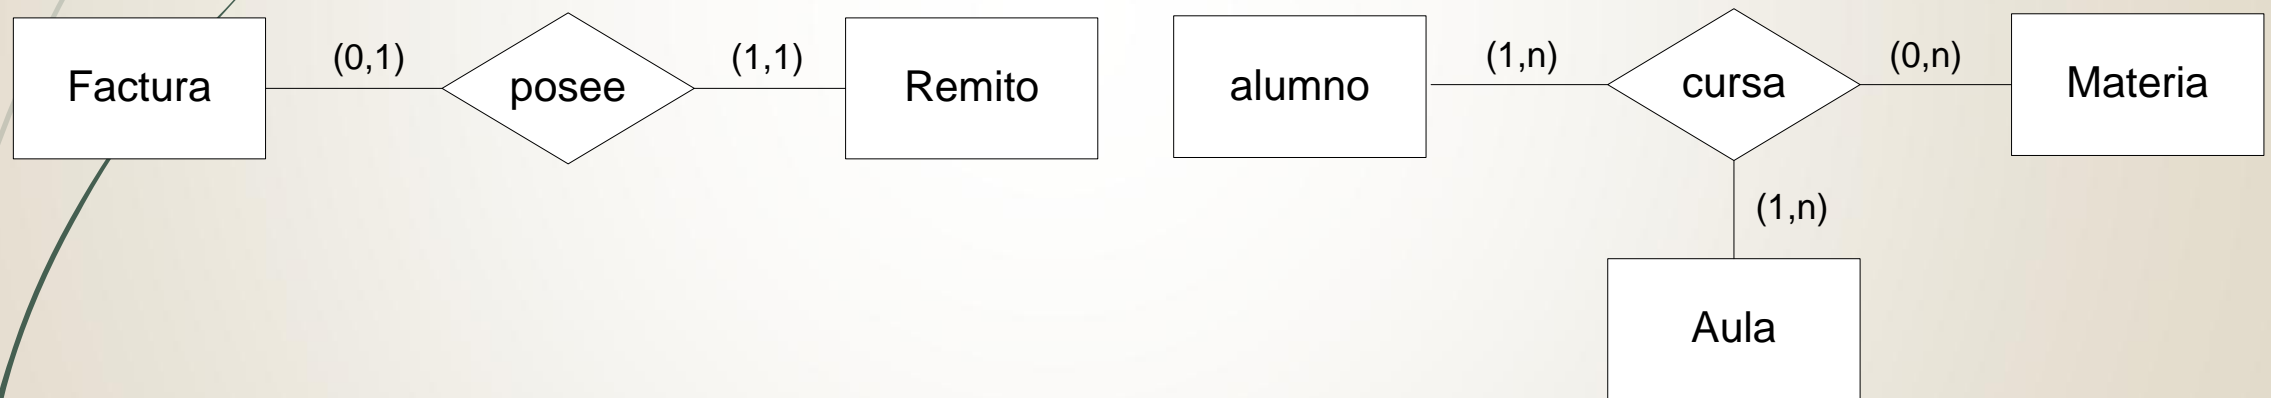 Factura
(0,1)
posee
(1,1)
Remito
alumno
(1,n)
cursa
(0,n)
Materia
(1,n)
Aula